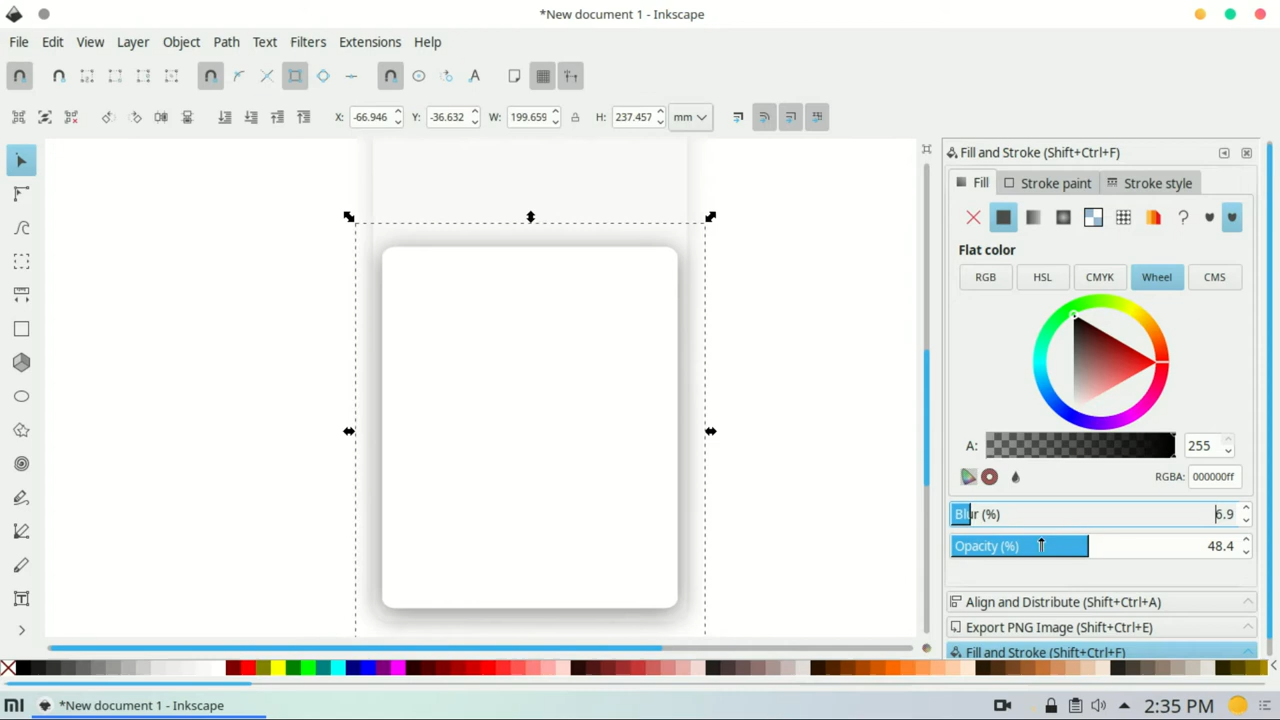 *New document 1 - Inkscape
File Edit View Layer Object Path Text Filters Extensions Help
X: -66.946 Y: -36.632 W: 199.659 H: 237.457 mm
Fill and Stroke (Shift+Ctrl+F)
Fill Stroke paint Stroke style
Flat color
RGB HSL CMYK Wheel CMS
A: 255
RGBA: 000000ff
Blur (%) 6.9
Opacity (%) 48.4
Align and Distribute (Shift+Ctrl+A)
Export PNG Image (Shift+Ctrl+E)
Fill and Stroke (Shift+Ctrl+F)
*New document 1 - Inkscape 2:35 PM